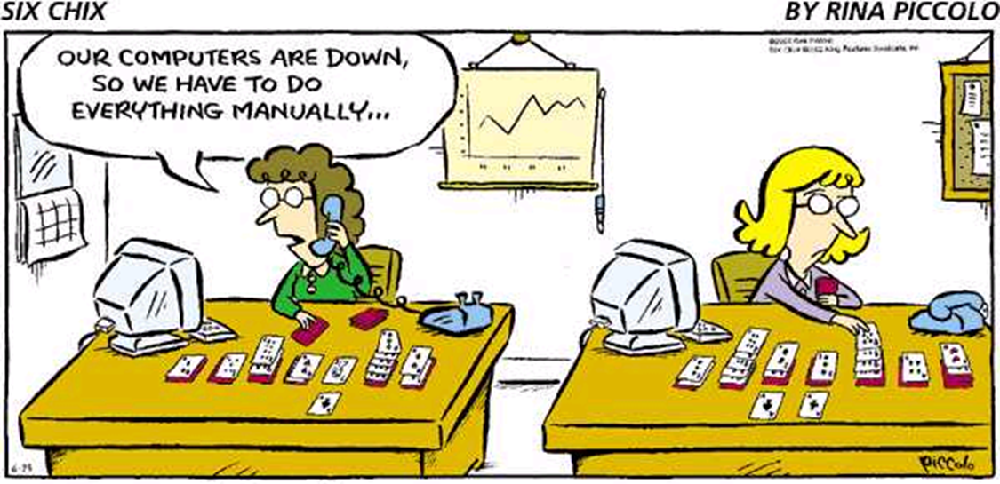 SIX CHIX
BY RINA PICCOLO
OUR COMPUTERS ARE DOWN,
SO WE HAVE TO DO
EVERYTHING MANUALLY...
Piccolo